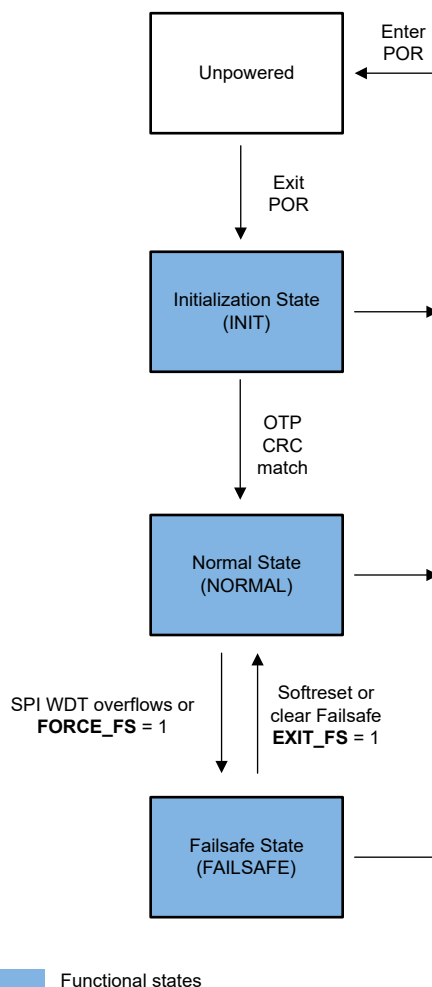 Enter
POR
Unpowered
Exit
POR
Initialization State
(INIT)
OTP
CRC
match
Normal State
(NORMAL)
SPI WDT overflows or
FORCE_FS = 1
Softreset or
clear Failsafe
EXIT_FS = 1
Failsafe State
(FAILSAFE)
Functional states